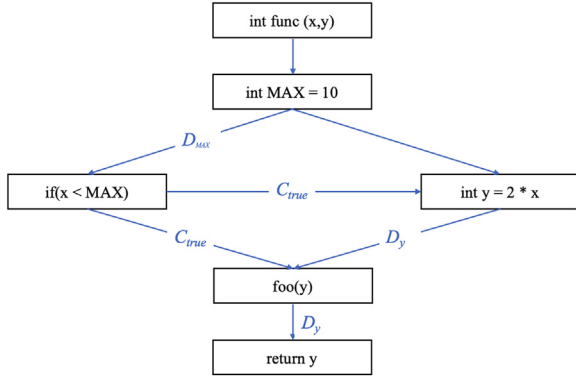 int func (x,y)
int MAX = 10
D_MAX
if(x < MAX)
C_true
int y = 2 * x
C_true
D_y
foo(y)
D_y
return y